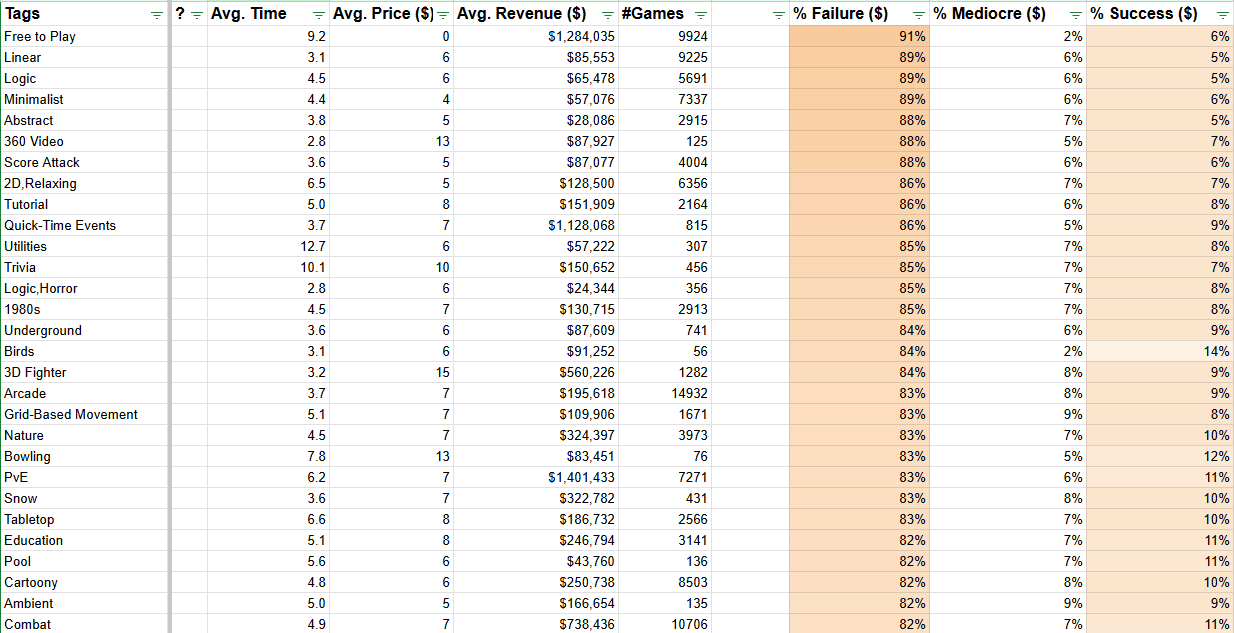 Tags ? Avg. Time Avg. Price ($) Avg. Revenue ($) #Games % Failure ($) % Mediocre ($) % Success ($)
Free to Play 9.2 0 $1,284,035 9924 91% 2% 6%
Linear 3.1 6 $85,553 9225 89% 6% 5%
Logic 4.5 6 $65,478 5691 89% 6% 5%
Minimalist 4.4 4 $57,076 7337 89% 6% 6%
Abstract 3.8 5 $28,086 2915 88% 7% 5%
360 Video 2.8 13 $87,927 125 88% 5% 7%
Score Attack 3.6 5 $87,077 4004 88% 6% 6%
2D,Relaxing 6.5 5 $128,500 6356 86% 7% 7%
Tutorial 5.0 8 $151,909 2164 86% 6% 8%
Quick-Time Events 3.7 7 $1,128,068 815 86% 5% 9%
Utilities 12.7 6 $57,222 307 85% 7% 8%
Trivia 10.1 10 $150,652 456 85% 7% 7%
Logic,Horror 2.8 6 $24,344 356 85% 7% 8%
1980s 4.5 7 $130,715 2913 85% 7% 8%
Underground 3.6 6 $87,609 741 84% 6% 9%
Birds 3.1 6 $91,252 56 84% 2% 14%
3D Fighter 3.2 15 $560,226 1282 84% 8% 9%
Arcade 3.7 7 $195,618 14932 83% 8% 9%
Grid-Based Movement 5.1 7 $109,906 1671 83% 9% 8%
Nature 4.5 7 $324,397 3973 83% 7% 10%
Bowling 7.8 13 $83,451 76 83% 5% 12%
PvE 6.2 7 $1,401,433 7271 83% 6% 11%
Snow 3.6 7 $322,782 431 83% 8% 10%
Tabletop 6.6 8 $186,732 2566 83% 7% 10%
Education 5.1 8 $246,794 3141 82% 7% 11%
Pool 5.6 6 $43,760 136 82% 7% 11%
Cartoony 4.8 6 $250,738 8503 82% 8% 10%
Ambient 5.0 5 $166,654 135 82% 9% 9%
Combat 4.9 7 $738,436 10706 82% 7% 11%